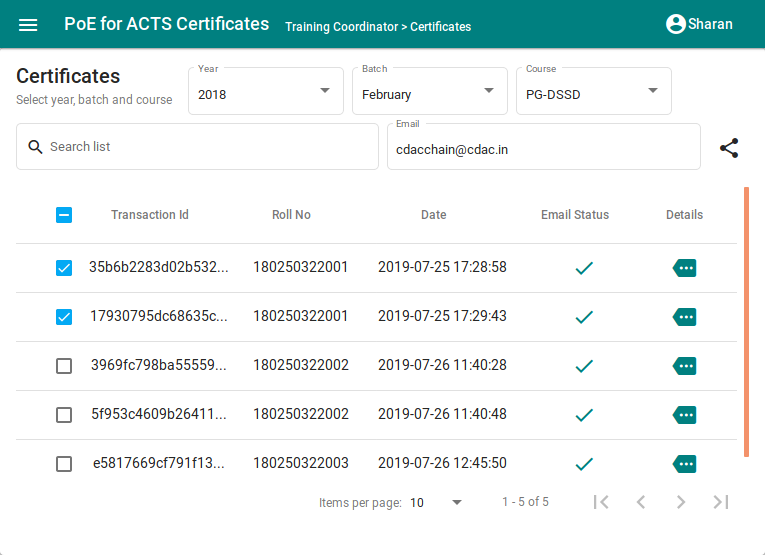 PoE for ACTS Certificates Training Coordinator > Certificates Sharan
Certificates
Select year, batch and course
Year
2018
Batch
February
Course
PG-DSSD
Search list
Email
cdacchain@cdac.in
Transaction Id Roll No Date Email Status Details
35b6b2283d02b532... 180250322001 2019-07-25 17:28:58
17930795dc68635c... 180250322001 2019-07-25 17:29:43
3969fc798ba55559... 180250322002 2019-07-26 11:40:28
5f953c4609b26411... 180250322002 2019-07-26 11:40:48
e5817669cf791f13... 180250322003 2019-07-26 12:45:50
Items per page: 10 1 - 5 of 5